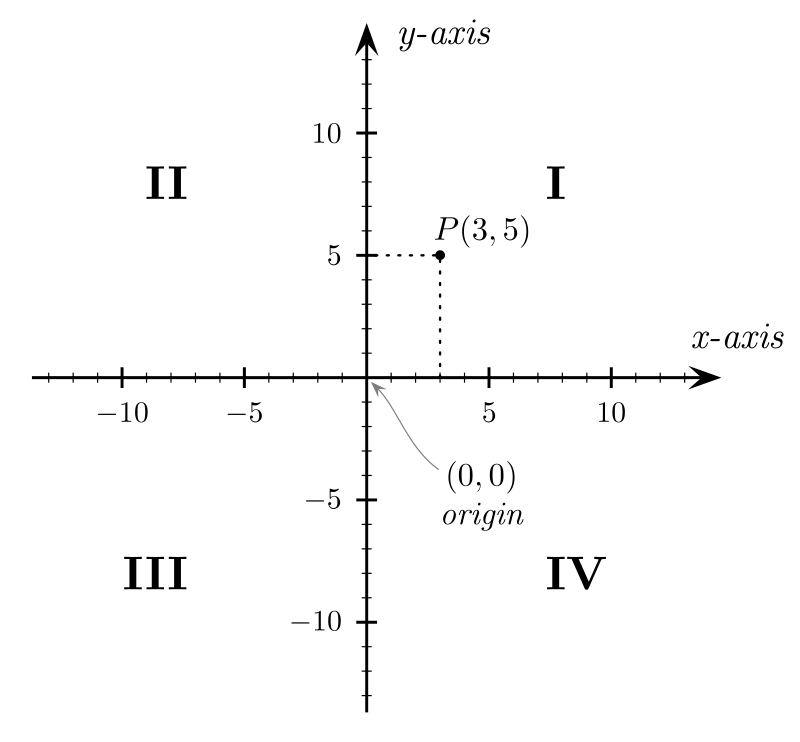 y-axis
10
II
I
P(3, 5)
5
x-axis
−10
−5
5
10
(0, 0)
origin
−5
III
IV
−10